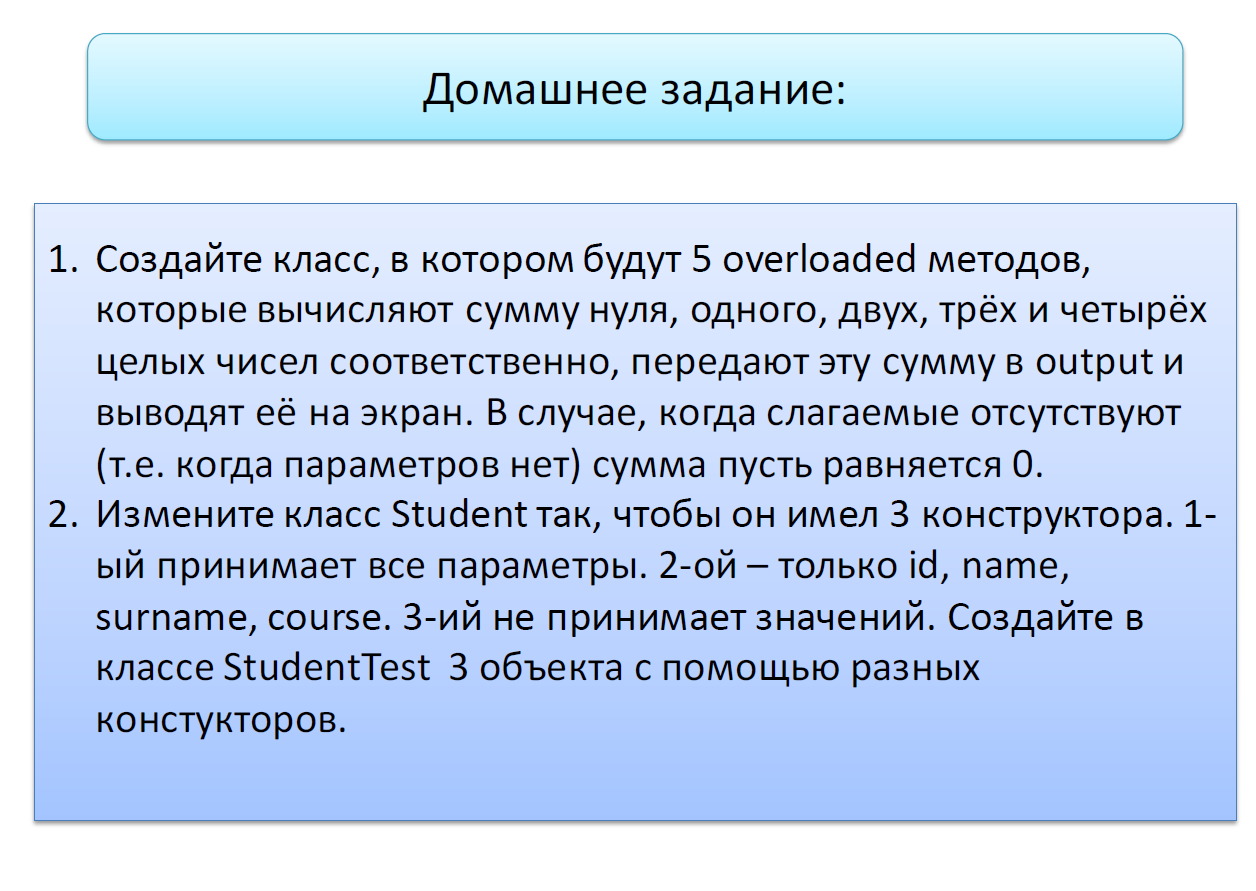 Домашнее задание:
1. Создайте класс, в котором будут 5 overloaded методов,
которые вычисляют сумму нуля, одного, двух, трёх и четырёх
целых чисел соответственно, передают эту сумму в output и
выводят её на экран. В случае, когда слагаемые отсутствуют
(т.е. когда параметров нет) сумма пусть равняется 0.
2. Измените класс Student так, чтобы он имел 3 конструктора. 1-
ый принимает все параметры. 2-ой – только id, name,
surname, course. 3-ий не принимает значений. Создайте в
классе StudentTest 3 объекта с помощью разных
констукторов.